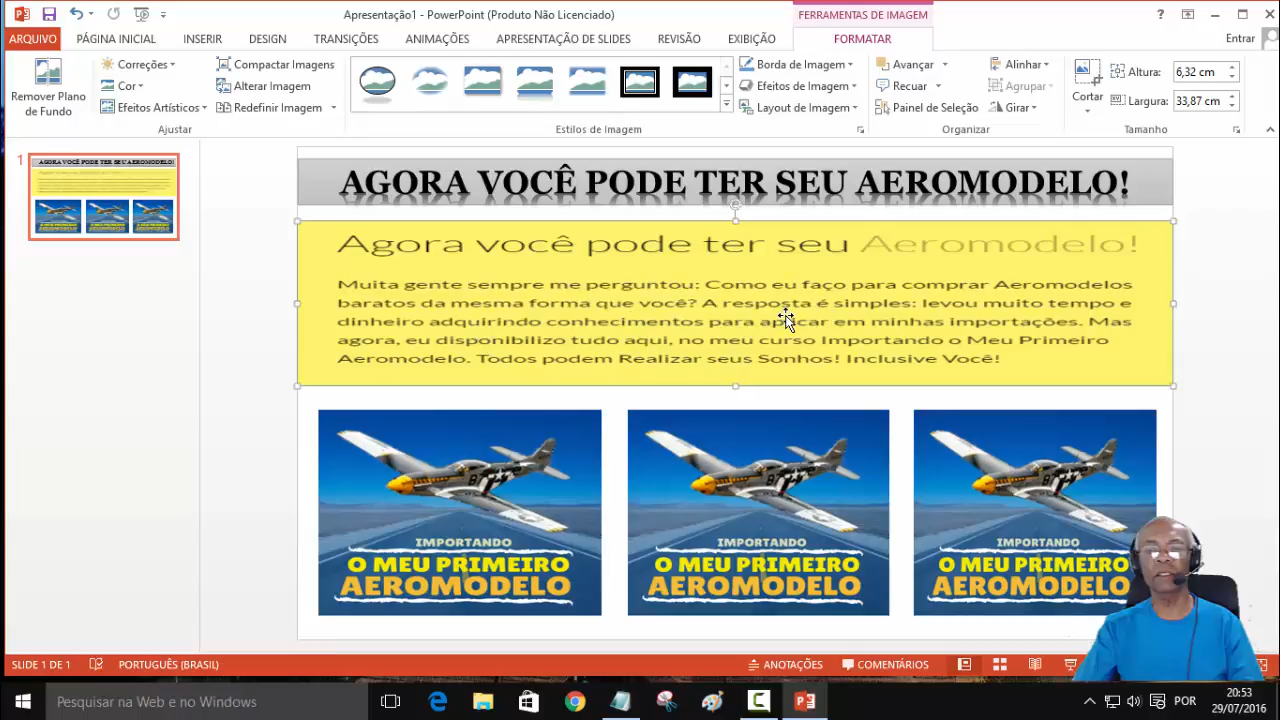 Apresentação1 - PowerPoint (Produto Não Licenciado)
FERRAMENTAS DE IMAGEM
?
ARQUIVO
PÁGINA INICIAL
INSERIR
DESIGN
TRANSIÇÕES
ANIMAÇÕES
APRESENTAÇÃO DE SLIDES
REVISÃO
EXIBIÇÃO
FORMATAR
Entrar
Remover Plano de Fundo
Correções
Cor
Efeitos Artísticos
Compactar Imagens
Alterar Imagem
Redefinir Imagem
Borda de Imagem
Efeitos de Imagem
Layout de Imagem
Avançar
Recuar
Painel de Seleção
Alinhar
Agrupar
Girar
Cortar
Altura: 6,32 cm
Largura: 33,87 cm
Ajustar
Estilos de Imagem
Organizar
Tamanho
1
AGORA VOCÊ PODE TER SEU AEROMODELO!
AGORA VOCÊ PODE TER SEU AEROMODELO!
Agora você pode ter seu Aeromodelo!
Muita gente sempre me perguntou: Como eu faço para comprar Aeromodelos
baratos da mesma forma que você? A resposta é simples: levou muito tempo e
dinheiro adquirindo conhecimentos para aplicar em minhas importações. Mas
agora, eu disponibilizo tudo aqui, no meu curso Importando o Meu Primeiro
Aeromodelo. Todos podem Realizar seus Sonhos! Inclusive Você!
IMPORTANDO
O MEU PRIMEIRO
AEROMODELO
IMPORTANDO
O MEU PRIMEIRO
AEROMODELO
IMPORTANDO
O MEU PRIMEIRO
AEROMODELO
SLIDE 1 DE 1
PORTUGUÊS (BRASIL)
ANOTAÇÕES
COMENTÁRIOS
Pesquisar na Web e no Windows
POR
20:53
29/07/2016